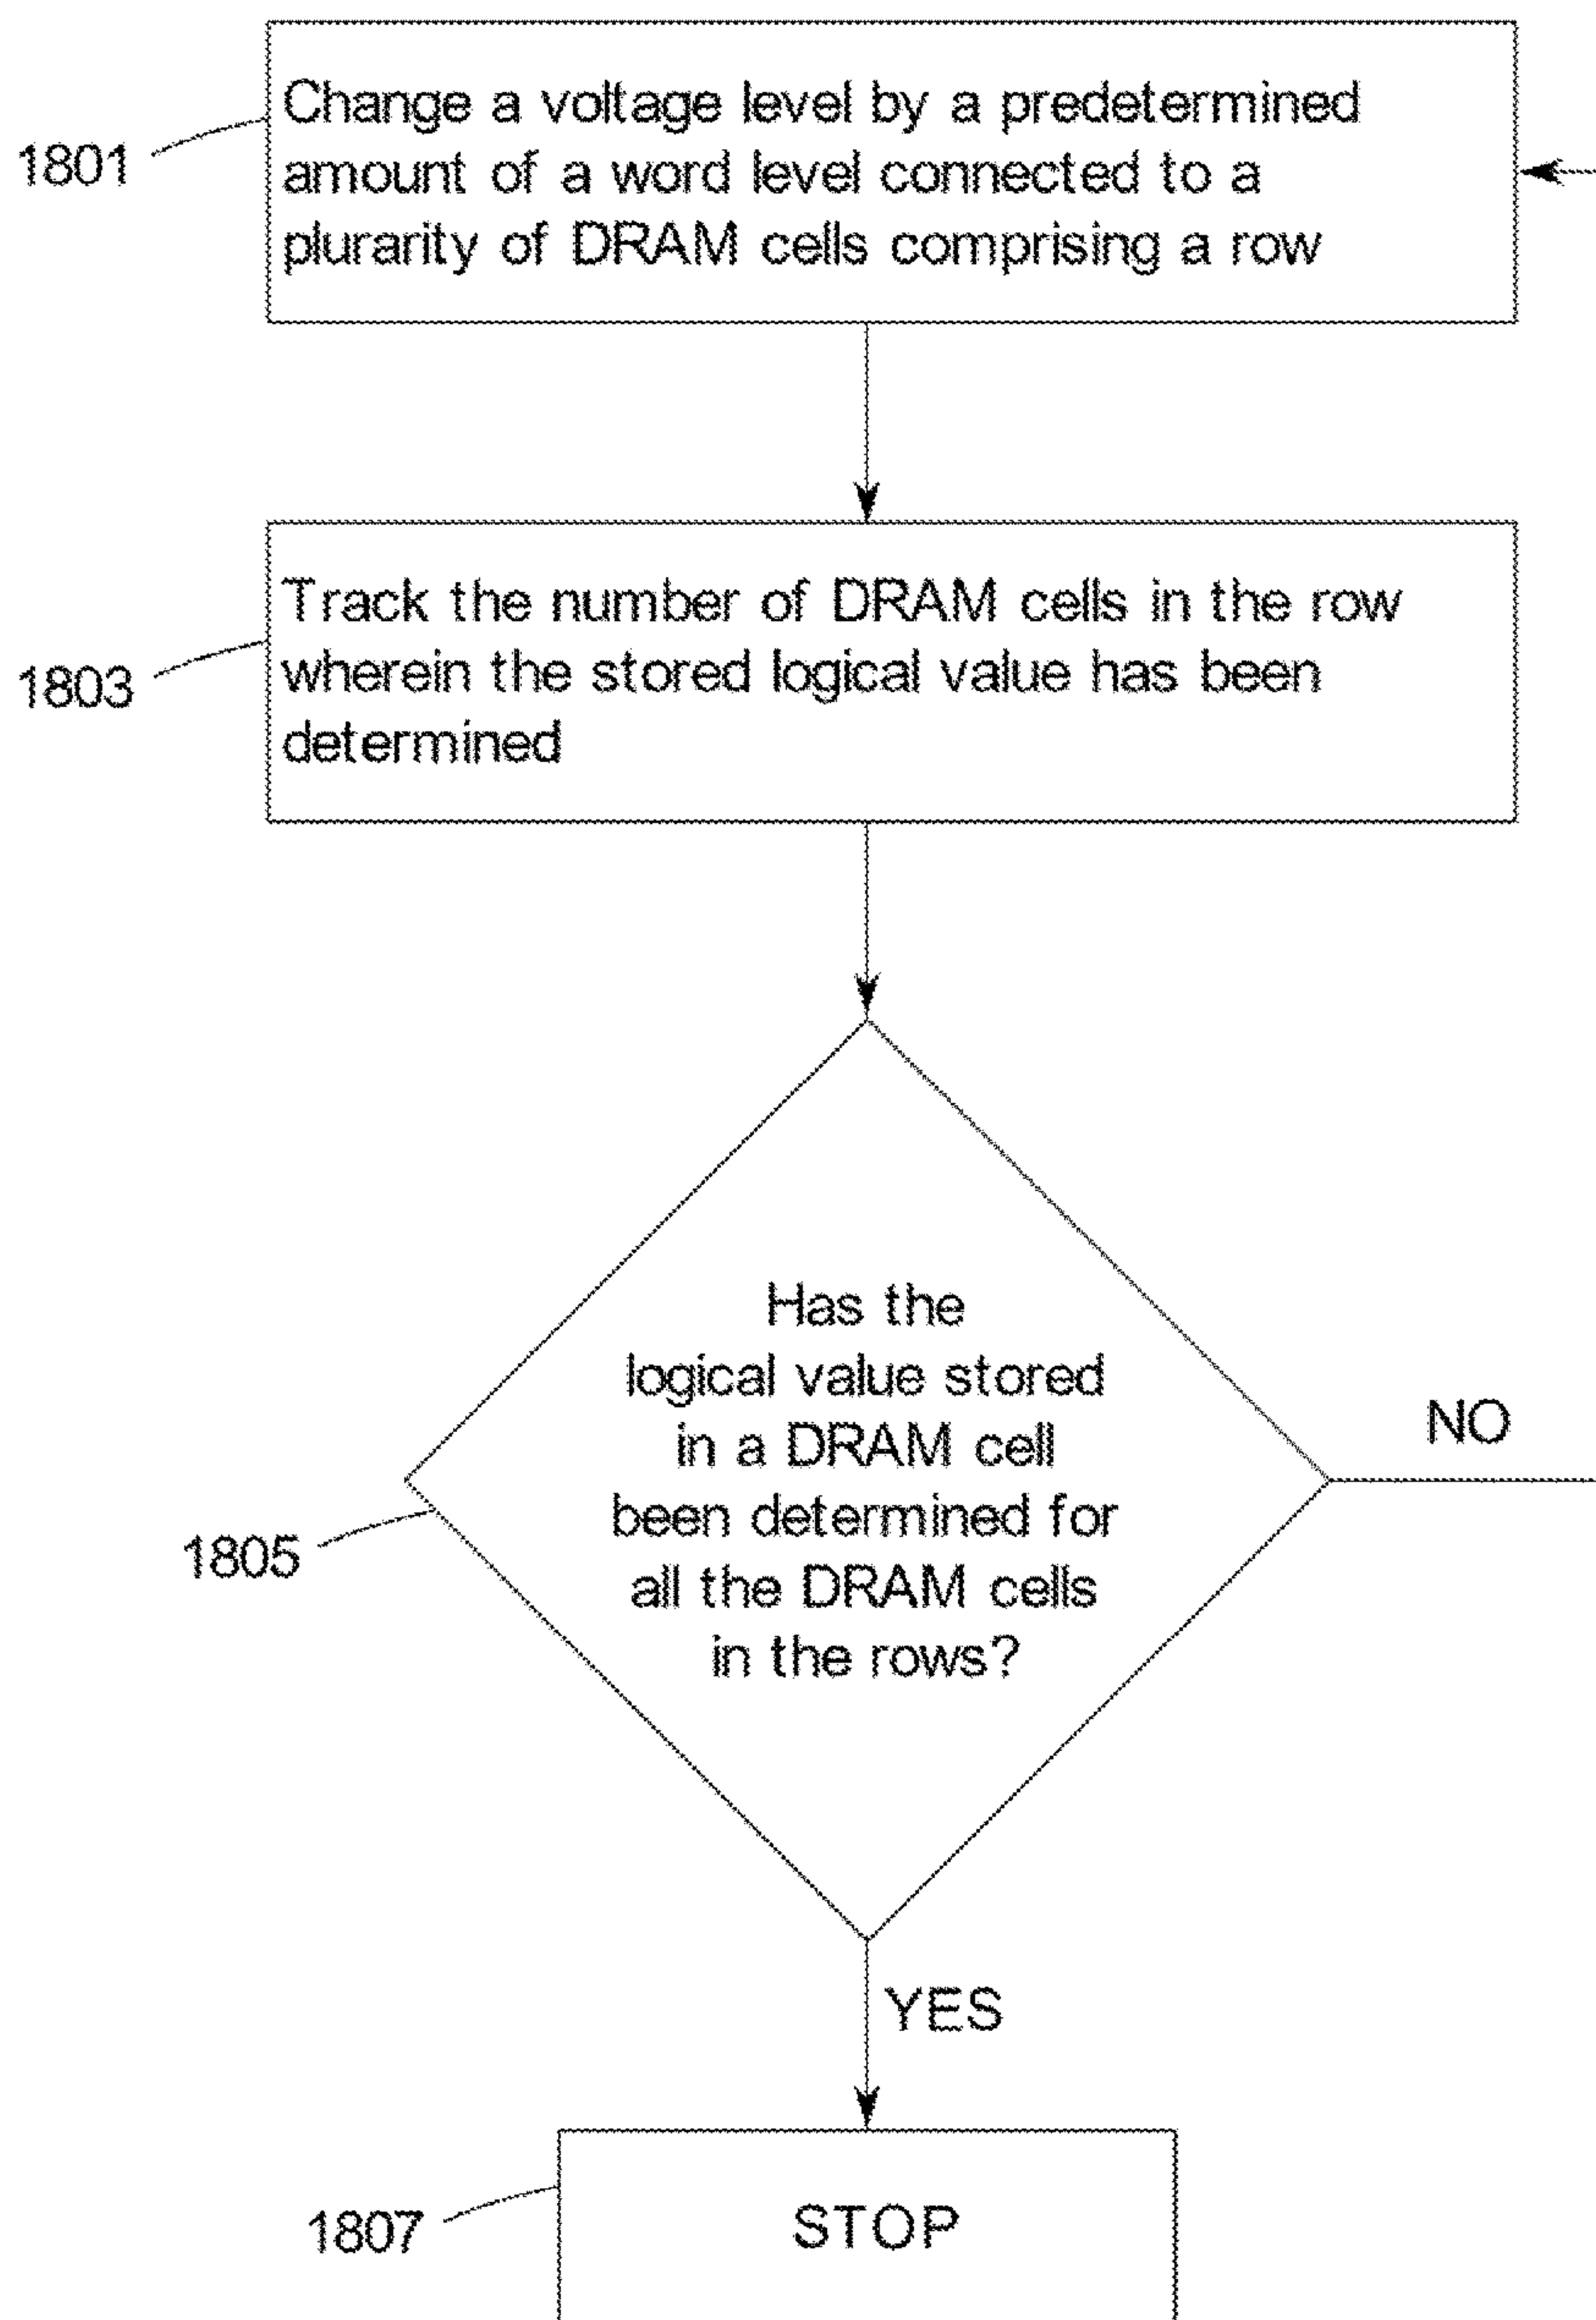 Change a voltage level by a predetermined
amount of a word level connected to a
plurarity of DRAM cells comprising a row
1801
Track the number of DRAM cells in the row
wherein the stored logical value has been
determined
1803
Has the
logical value stored
in a DRAM cell
been determined for
all the DRAM cells
in the rows?
NO
1805
YES
STOP
1807